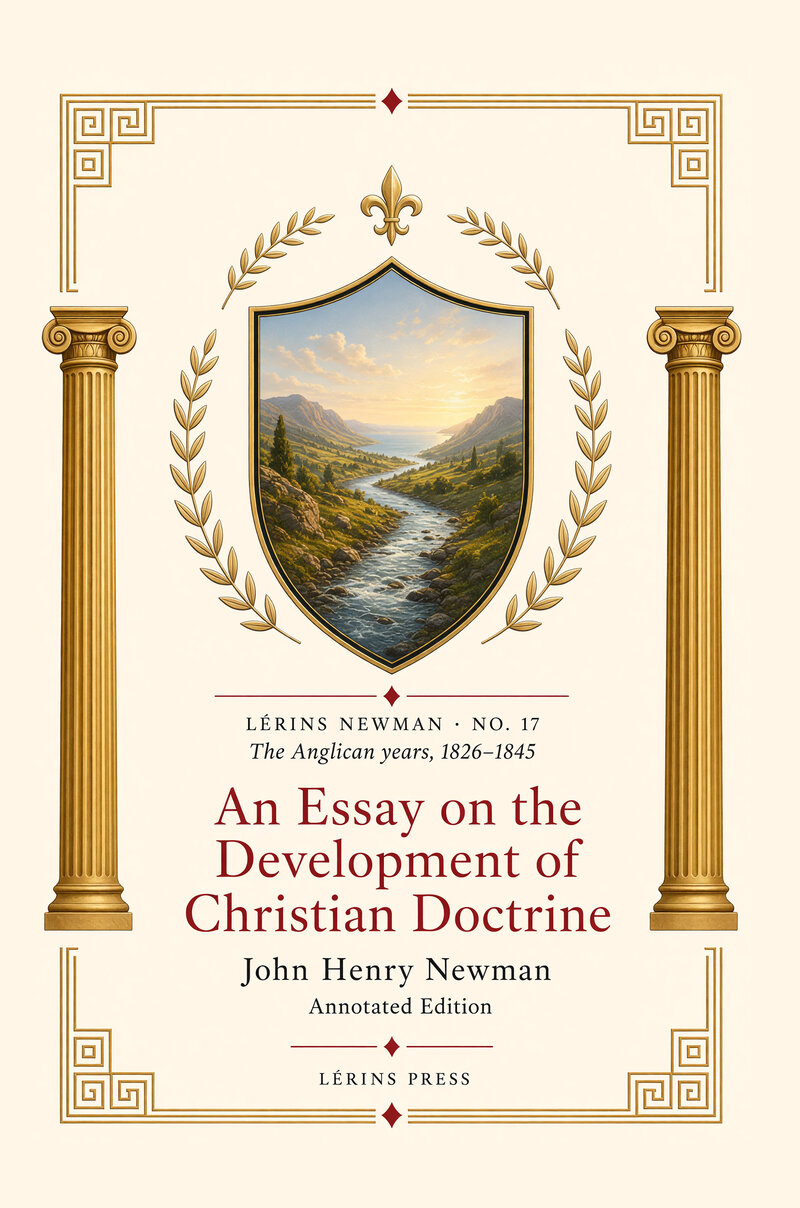 LÉRINS NEWMAN · NO. 17
The Anglican years, 1826–1845
An Essay on the
Development of
Christian Doctrine
John Henry Newman
Annotated Edition
LÉRINS PRESS